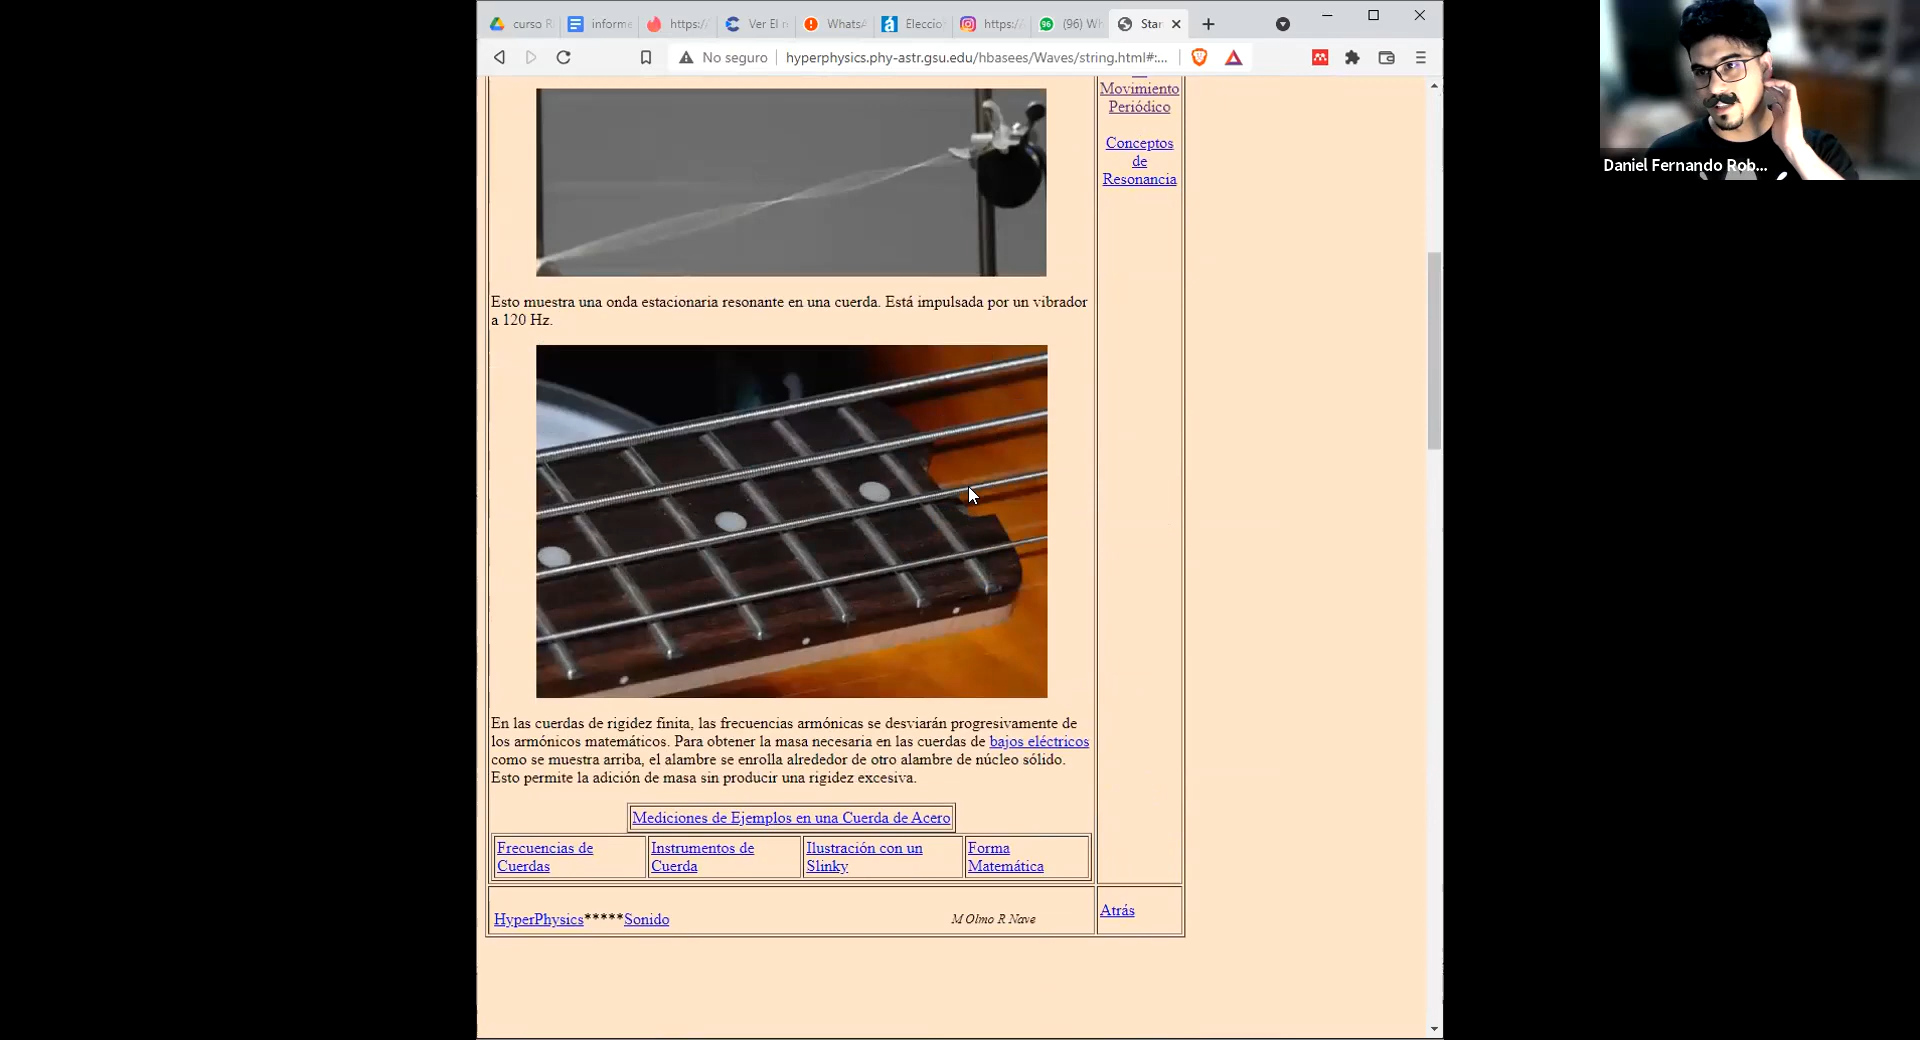 curso R
informe
https://
Ver El r
WhatsA
Eleccio
https://
(96) Wh
Star
No seguro
hyperphysics.phy-astr.gsu.edu/hbasees/Waves/string.html#:...
Movimiento
Periódico
Conceptos
de
Resonancia
Daniel Fernando Rob...
Esto muestra una onda estacionaria resonante en una cuerda. Está impulsada por un vibrador
a 120 Hz.
En las cuerdas de rigidez finita, las frecuencias armónicas se desviarán progresivamente de
los armónicos matemáticos. Para obtener la masa necesaria en las cuerdas de bajos eléctricos
como se muestra arriba, el alambre se enrolla alrededor de otro alambre de núcleo sólido.
Esto permite la adición de masa sin producir una rigidez excesiva.
Mediciones de Ejemplos en una Cuerda de Acero
Frecuencias de
Cuerdas
Instrumentos de
Cuerda
Ilustración con un
Slinky
Forma
Matemática
HyperPhysics*****Sonido
M Olmo R Nave
Atrás